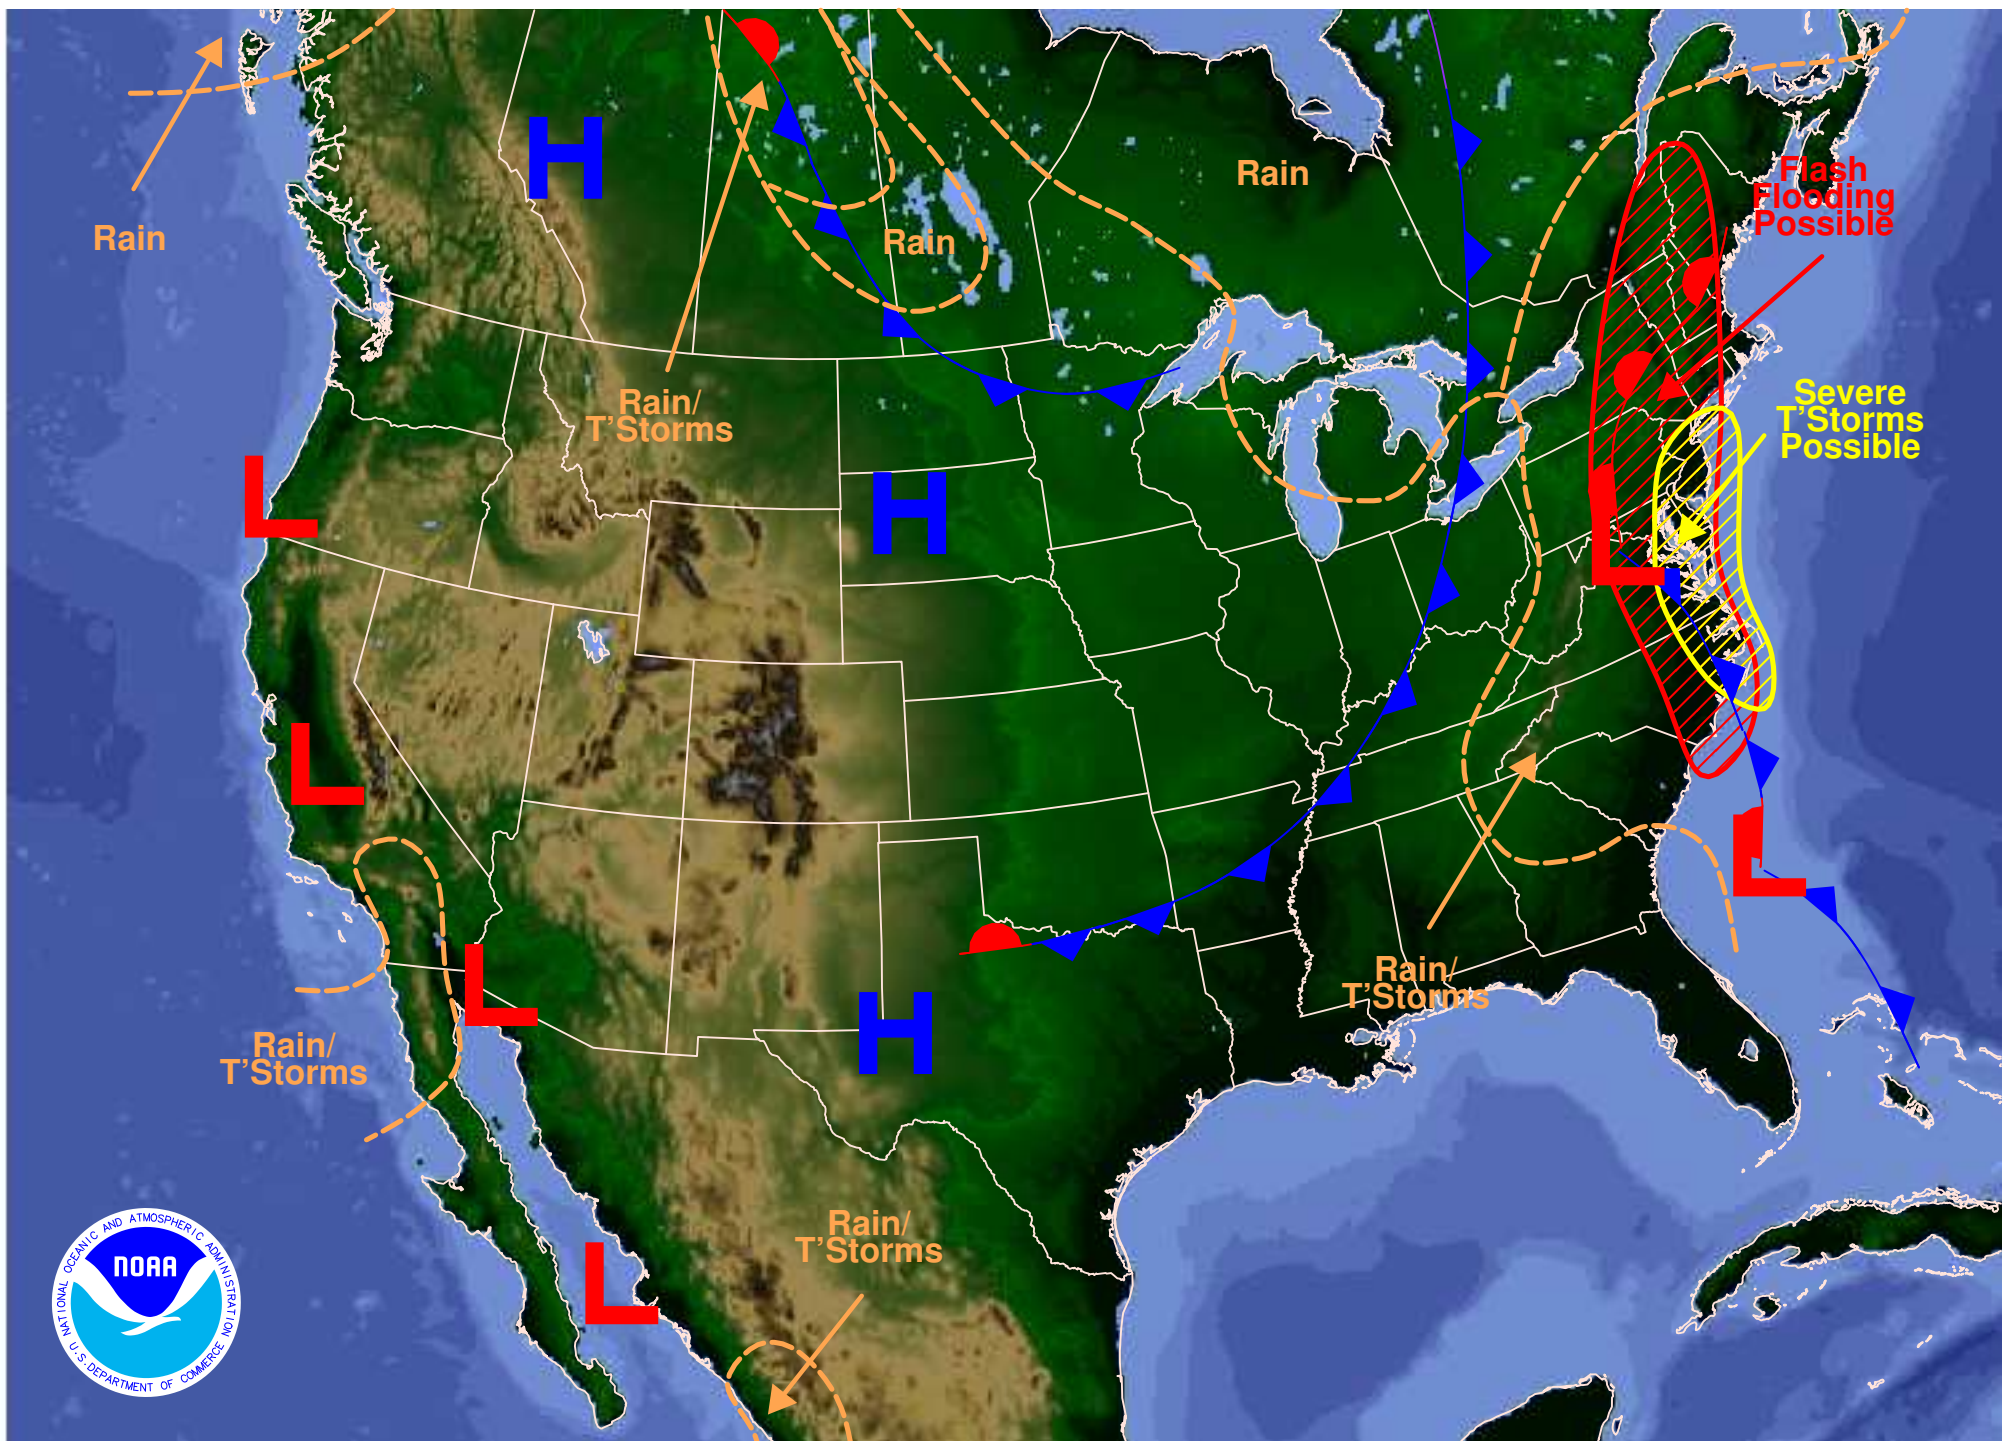 Flash
Flooding
Possible
Rain
Rain
Rain
Severe
T'Storms
Possible
Rain/
T'Storms
Rain/
T'Storms
Rain/
T'Storms
Rain/
T'Storms
H
H
H
L
L
L
L
L
L
NATIONAL OCEANIC AND ATMOSPHERIC ADMINISTRATION
NOAA
U.S. DEPARTMENT OF COMMERCE